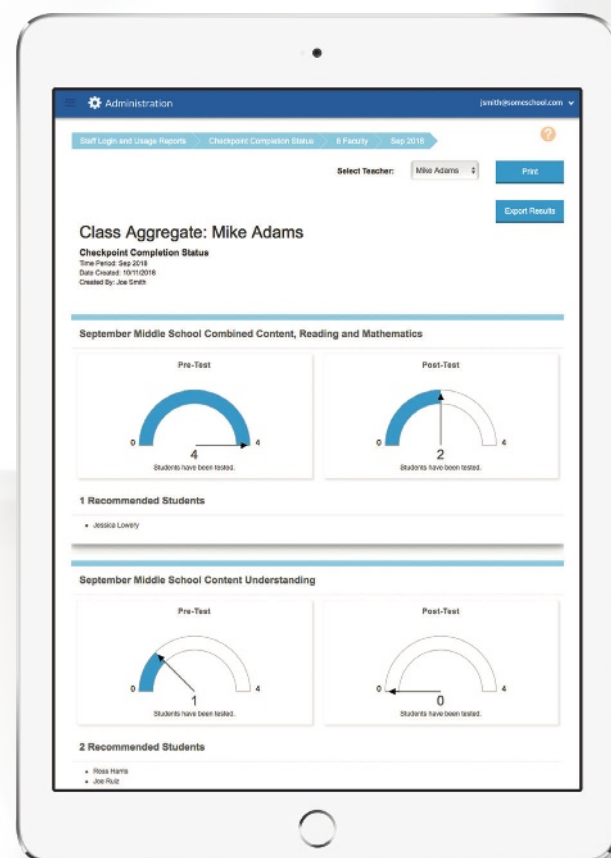 Administration
jsmith@someschool.com
Staff Login and Usage Reports
Checkpoint Completion Status
8 Faculty
Sep 2018
?
Select Teacher:
Mike Adams
Print
Export Results
Class Aggregate: Mike Adams
Checkpoint Completion Status
Time Period: Sep 2018
Date Created: 10/11/2018
Created By: Joe Smith
September Middle School Combined Content, Reading and Mathematics
Pre-Test
0
4
4
Students have been tested.
Post-Test
0
4
2
Students have been tested.
1 Recommended Students
• Jessica Lowery
September Middle School Content Understanding
Pre-Test
0
4
1
Students have been tested.
Post-Test
0
4
0
Students have been tested.
2 Recommended Students
• Ross Harris
• Joe Ruiz